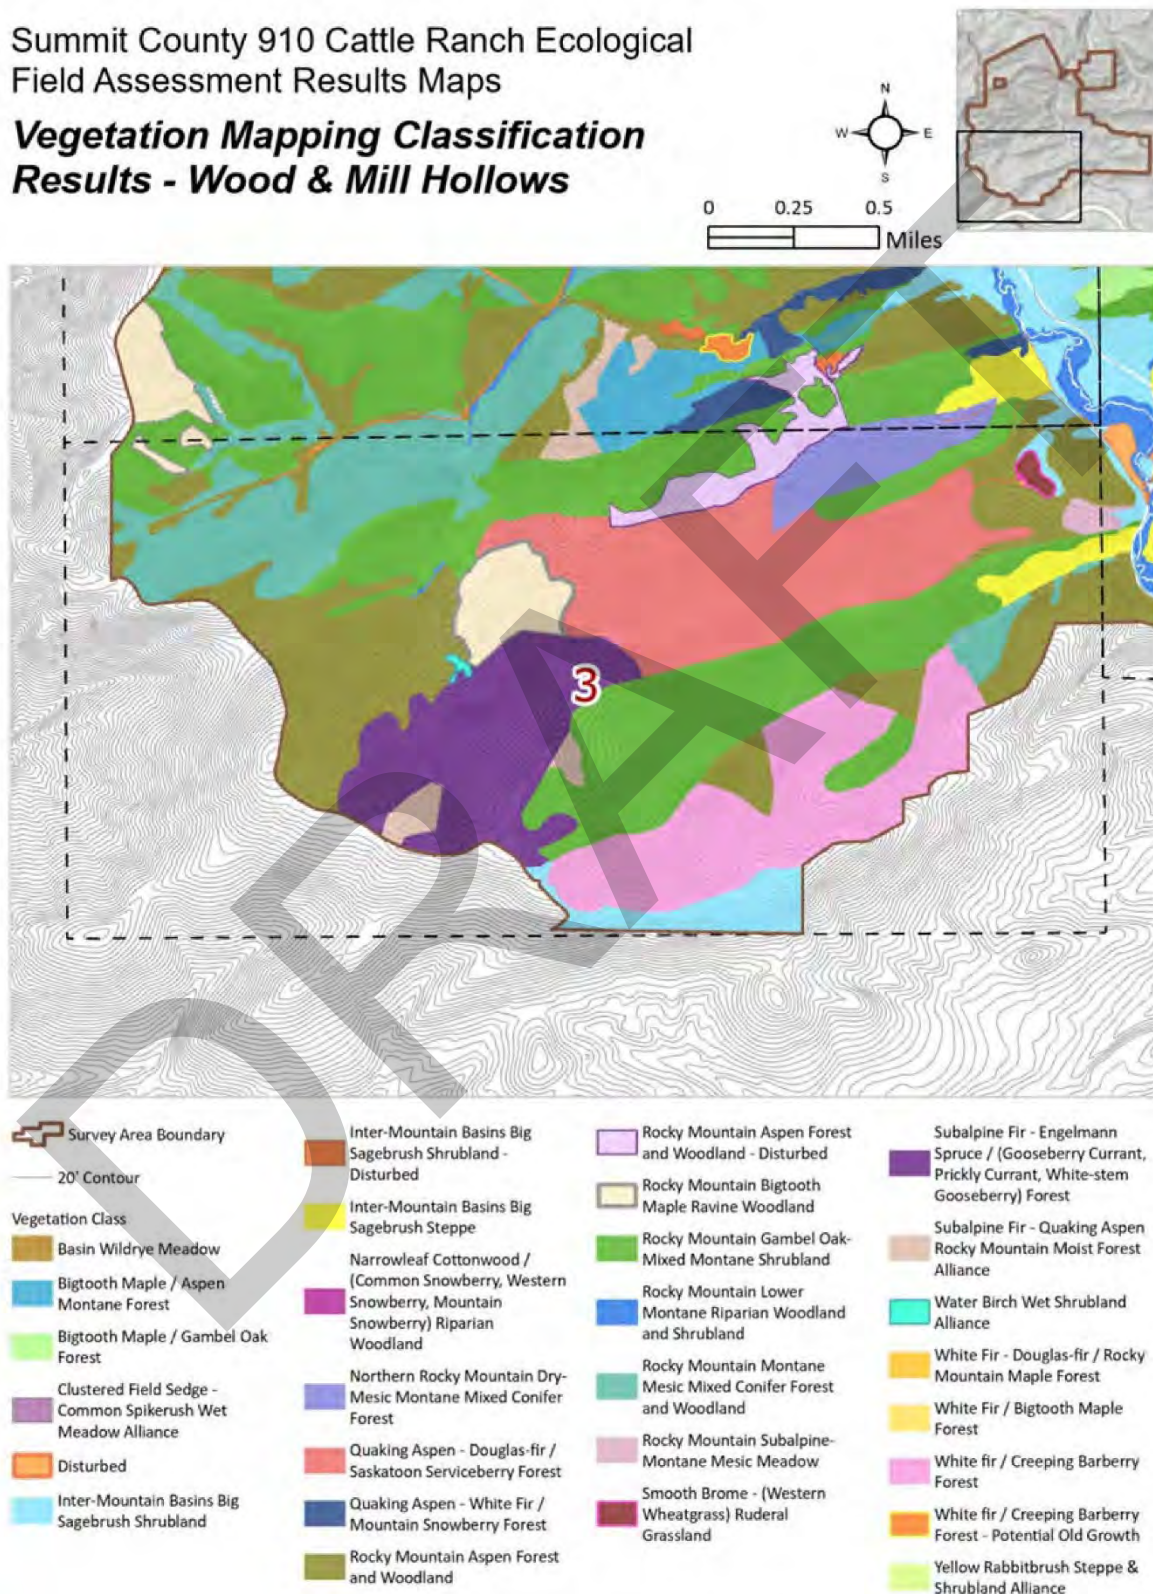 Summit County 910 Cattle Ranch Ecological
Field Assessment Results Maps
Vegetation Mapping Classification
Results - Wood & Mill Hollows
N
W
E
S
0
0.25
0.5
Miles
3
DRAFT
Survey Area Boundary
20' Contour
Vegetation Class
Basin Wildrye Meadow
Bigtooth Maple / Aspen
Montane Forest
Bigtooth Maple / Gambel Oak
Forest
Clustered Field Sedge -
Common Spikerush Wet
Meadow Alliance
Disturbed
Inter-Mountain Basins Big
Sagebrush Shrubland
Inter-Mountain Basins Big
Sagebrush Shrubland -
Disturbed
Inter-Mountain Basins Big
Sagebrush Steppe
Narrowleaf Cottonwood /
(Common Snowberry, Western
Snowberry, Mountain
Snowberry) Riparian
Woodland
Northern Rocky Mountain Dry-
Mesic Montane Mixed Conifer
Forest
Quaking Aspen - Douglas-fir /
Saskatoon Serviceberry Forest
Quaking Aspen - White Fir /
Mountain Snowberry Forest
Rocky Mountain Aspen Forest
and Woodland
Rocky Mountain Aspen Forest
and Woodland - Disturbed
Rocky Mountain Bigtooth
Maple Ravine Woodland
Rocky Mountain Gambel Oak-
Mixed Montane Shrubland
Rocky Mountain Lower
Montane Riparian Woodland
and Shrubland
Rocky Mountain Montane
Mesic Mixed Conifer Forest
and Woodland
Rocky Mountain Subalpine-
Montane Mesic Meadow
Smooth Brome - (Western
Wheatgrass) Ruderal
Grassland
Subalpine Fir - Engelmann
Spruce / (Gooseberry Currant,
Prickly Currant, White-stem
Gooseberry) Forest
Subalpine Fir - Quaking Aspen
Rocky Mountain Moist Forest
Alliance
Water Birch Wet Shrubland
Alliance
White Fir - Douglas-fir / Rocky
Mountain Maple Forest
White Fir / Bigtooth Maple
Forest
White fir / Creeping Barberry
Forest
White fir / Creeping Barberry
Forest - Potential Old Growth
Yellow Rabbitbrush Steppe &
Shrubland Alliance